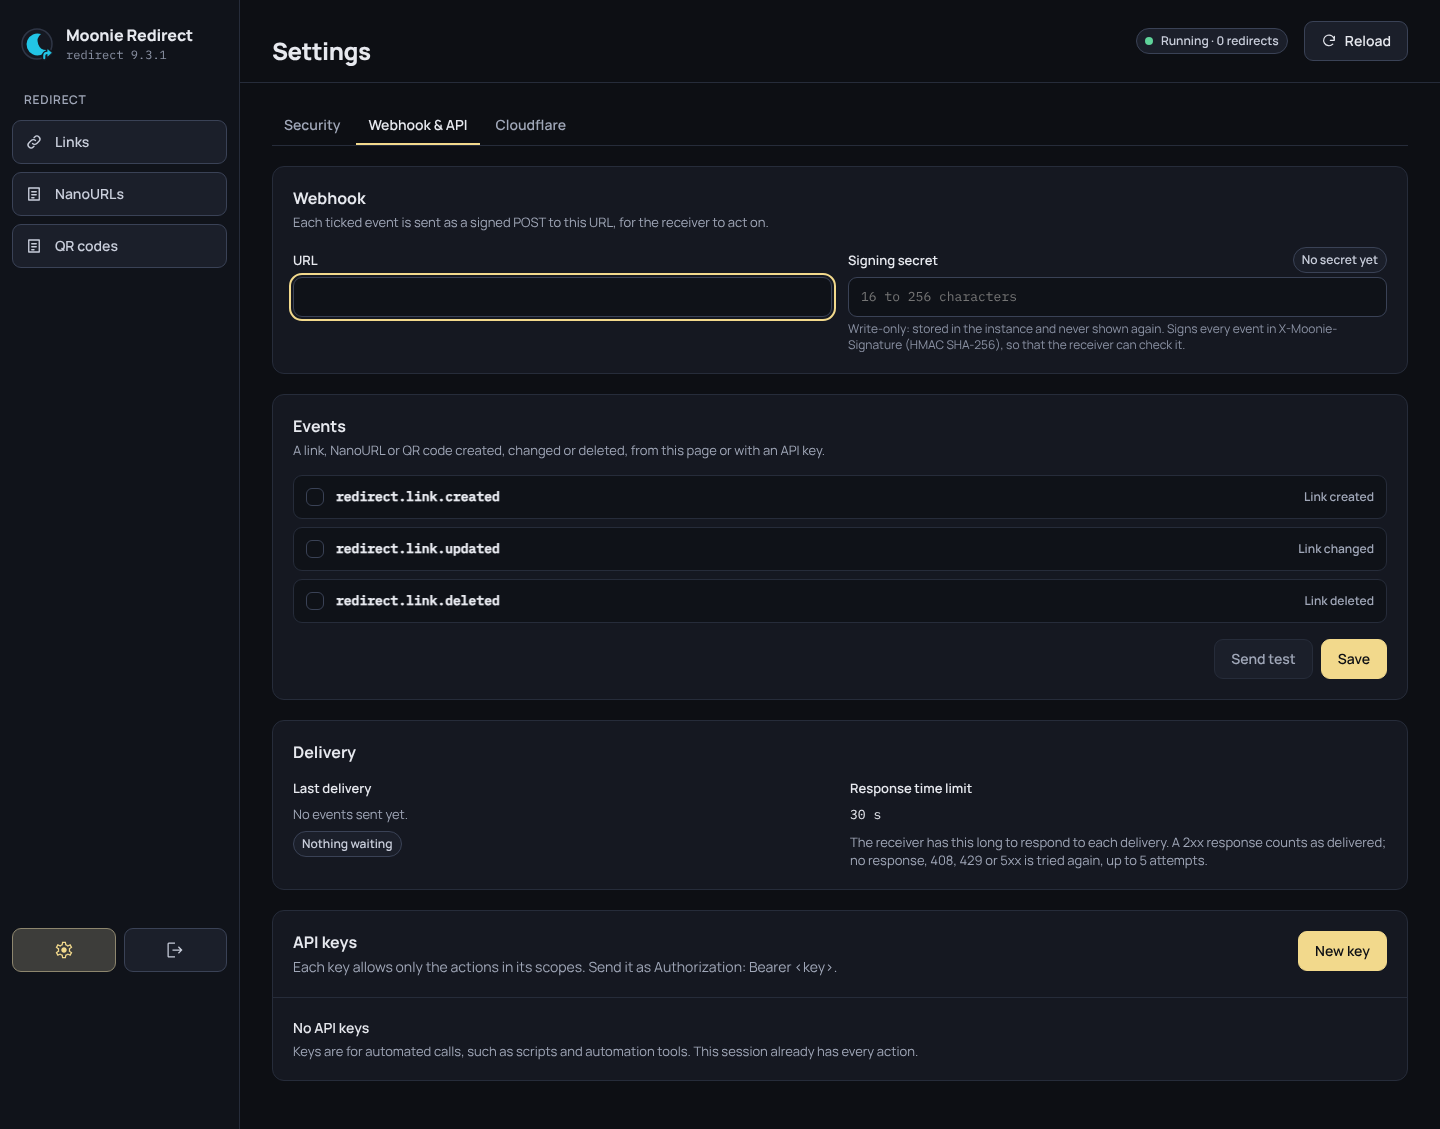 Moonie Redirect
redirect 9.3.1
REDIRECT
Links
NanoURLs
QR codes
Settings
Running · 0 redirects
Reload
Security
Webhook & API
Cloudflare
Webhook
Each ticked event is sent as a signed POST to this URL, for the receiver to act on.
URL
Signing secret
No secret yet
16 to 256 characters
Write-only: stored in the instance and never shown again. Signs every event in X-Moonie-
Signature (HMAC SHA-256), so that the receiver can check it.
Events
A link, NanoURL or QR code created, changed or deleted, from this page or with an API key.
redirect.link.created
Link created
redirect.link.updated
Link changed
redirect.link.deleted
Link deleted
Send test
Save
Delivery
Last delivery
No events sent yet.
Nothing waiting
Response time limit
30 s
The receiver has this long to respond to each delivery. A 2xx response counts as delivered;
no response, 408, 429 or 5xx is tried again, up to 5 attempts.
API keys
Each key allows only the actions in its scopes. Send it as Authorization: Bearer <key>.
New key
No API keys
Keys are for automated calls, such as scripts and automation tools. This session already has every action.